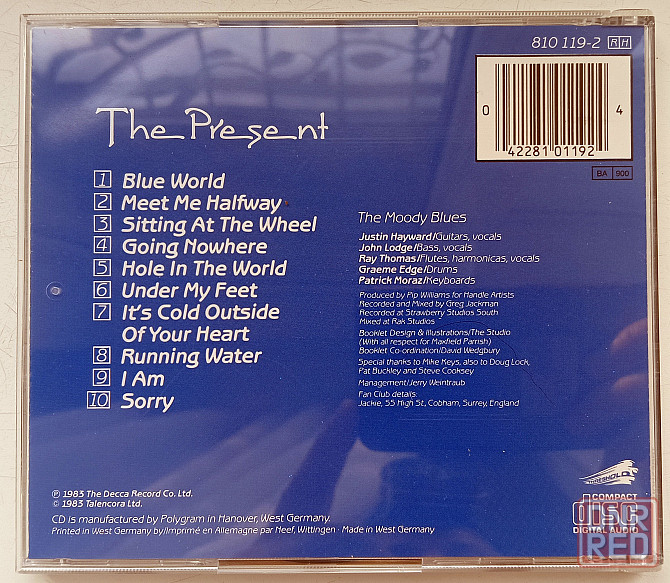 810 119-2 RH
0 42281 01192 4
BA 900
The Present
1 Blue World
2 Meet Me Halfway
3 Sitting At The Wheel
4 Going Nowhere
5 Hole In The World
6 Under My Feet
7 It's Cold Outside
Of Your Heart
8 Running Water
9 I Am
10 Sorry
The Moody Blues
Justin Hayward/Guitars, vocals
John Lodge/Bass, vocals
Ray Thomas/Flutes, harmonicas, vocals
Graeme Edge/Drums
Patrick Moraz/Keyboards
Produced by Pip Williams for Handle Artists
Recorded and Mixed by Greg Jackman
Recorded at Strawberry Studios South
Mixed at Rak Studios
Booklet Design & Illustrations/The Studio
(With all respect for Maxfield Parrish)
Booklet Co-ordination/David Wedgbury
Special thanks to Mike Keys, also to Doug Lock,
Pat Buckley and Steve Cooksey
Management/Jerry Weintraub
Fan Club details:
Jackie, 55 High St., Cobham, Surrey, England
℗ 1983 The Decca Record Co. Ltd.
© 1983 Talencora Ltd.
CD is manufactured by Polygram in Hanover, West Germany.
Printed in West Germany by/Imprimé en Allemagne par Neef, Wittingen · Made in West Germany
THRESHOLD
COMPACT
disc
DIGITAL AUDIO
RED